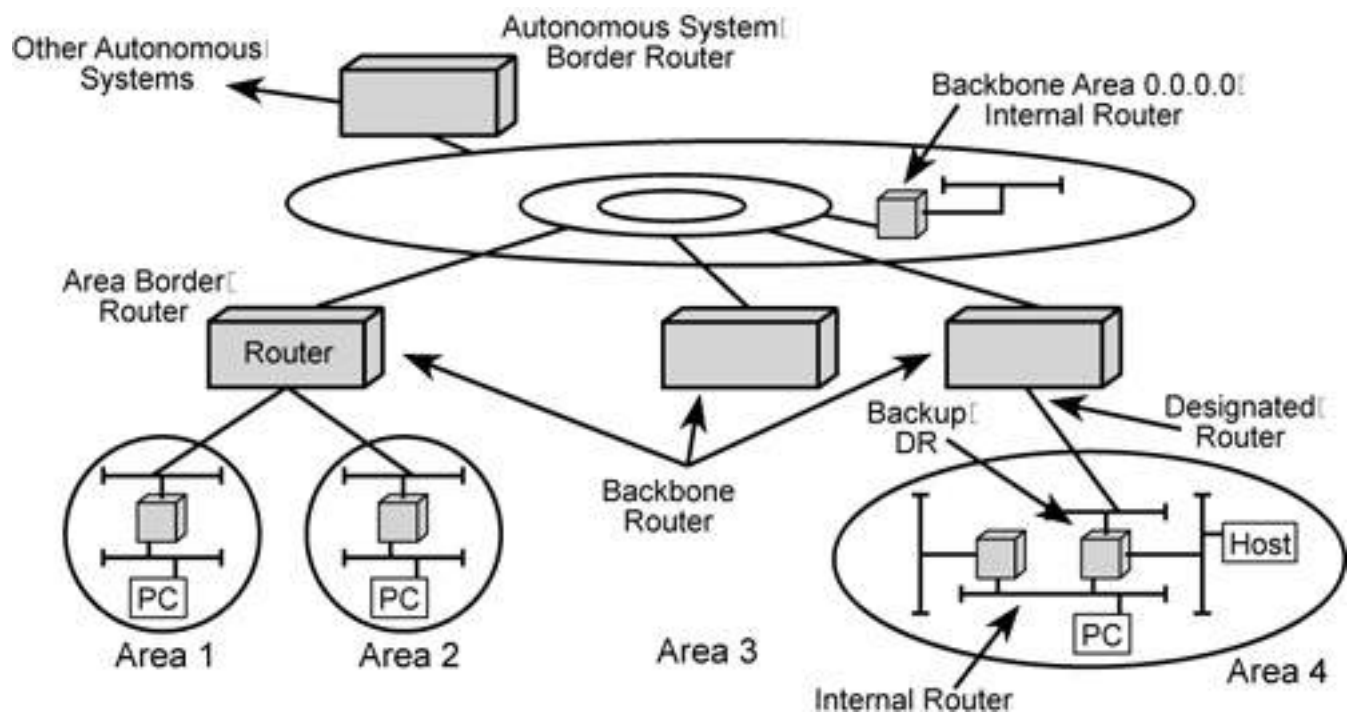 Other Autonomous
Systems
Autonomous System
Border Router
Backbone Area 0.0.0.0
Internal Router
Area Border
Router
Router
Backup
DR
Designated
Router
Backbone
Router
Host
PC
PC
PC
Area 1
Area 2
Area 3
Area 4
Internal Router